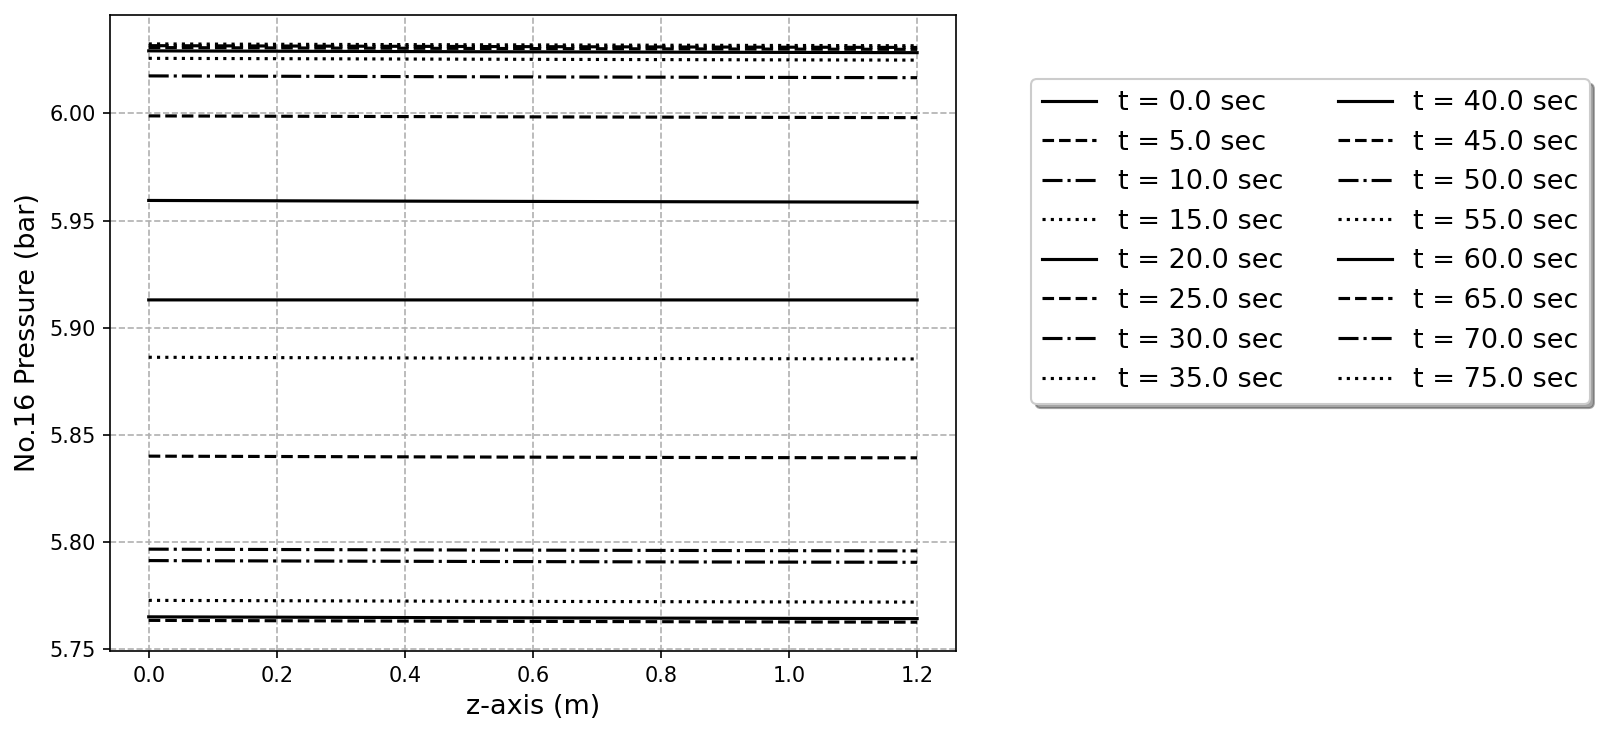 No.16 Pressure (bar)
6.00
5.95
5.90
5.85
5.80
5.75
0.0
0.2
0.4
0.6
0.8
1.0
1.2
z-axis (m)
t = 0.0 sec
t = 5.0 sec
t = 10.0 sec
t = 15.0 sec
t = 20.0 sec
t = 25.0 sec
t = 30.0 sec
t = 35.0 sec
t = 40.0 sec
t = 45.0 sec
t = 50.0 sec
t = 55.0 sec
t = 60.0 sec
t = 65.0 sec
t = 70.0 sec
t = 75.0 sec